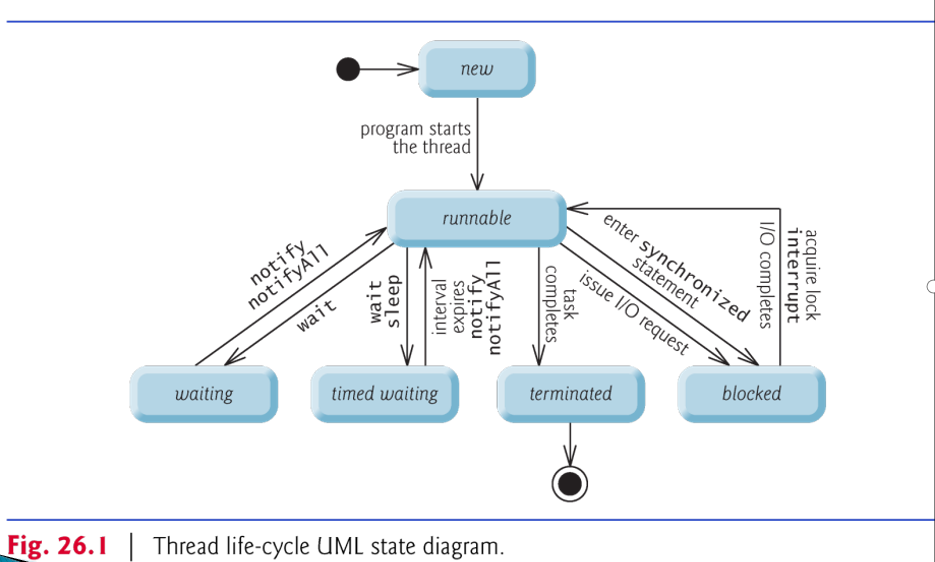 new
program starts
the thread
runnable
notify
notifyAll
wait
wait
sleep
interval
expires
notify
notifyAll
task
completes
enter synchronized
statement
issue I/O request
I/O completes
interrupt
acquire lock
waiting
timed waiting
terminated
blocked
Fig. 26.1 | Thread life-cycle UML state diagram.